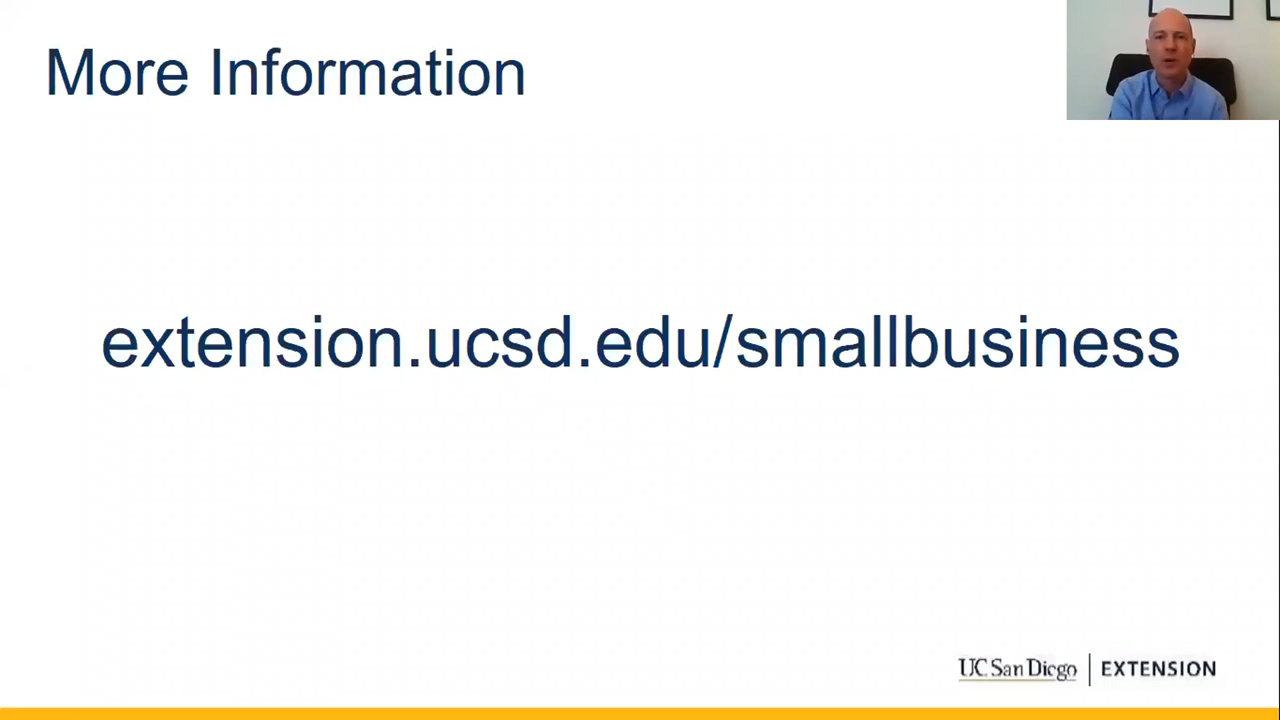 More Information
extension.ucsd.edu/smallbusiness
UC San Diego | EXTENSION